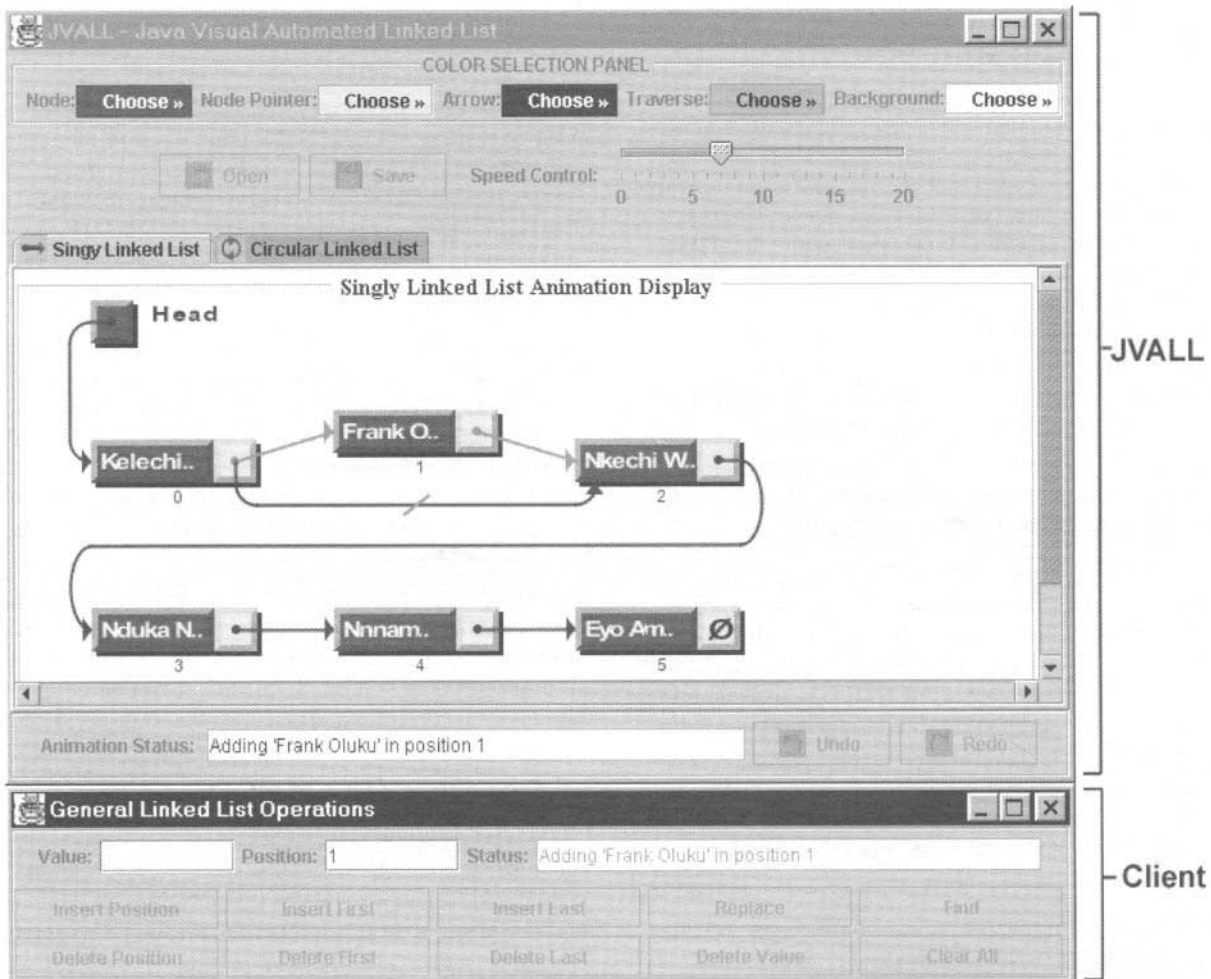 JVALL - Java Visual Automated Linked List
COLOR SELECTION PANEL
Node: Choose » Node Pointer: Choose » Arrow: Choose » Traverse: Choose » Background: Choose »
Open Save Speed Control:
0 5 10 15 20
Singy Linked List Circular Linked List
Singly Linked List Animation Display
Head
Frank O..
1
Kelechi..
0
Nkechi W..
2
Nduka N..
3
Nnnam..
4
Eyo Am.. Ø
5
Animation Status: Adding 'Frank Oluku' in position 1 Undo Redo
JVALL
General Linked List Operations
Value: Position: 1 Status: Adding 'Frank Oluku' in position 1
Insert Position Insert First Insert Last Replace Find
Delete Position Delete First Delete Last Delete Value Clear All
Client